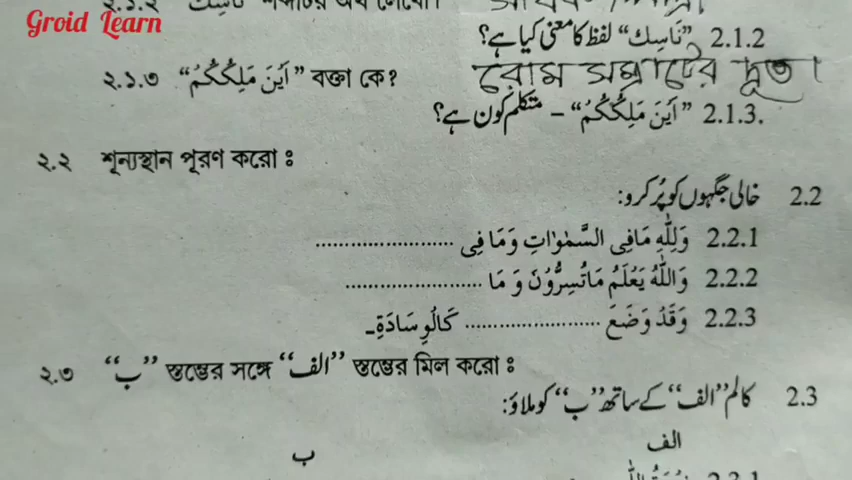 Groid Learn
"نَاسِك" لفظ کا معنی کیا ہے؟ 2.1.2
২.১.৩ "اَيْنَ مَلِكُكُمْ" বক্তা কে?
রোম সম্রাটের দূত।
"اَيْنَ مَلِكُكُمْ" – متکلم کون ہے؟ 2.1.3.
২.২ শূন্যস্থান পূরণ করো :
خالی جگہوں کو پُر کرو: 2.2
وَلِلّٰهِ مَا فِى السَّمٰوٰاتِ وَمَا فِى ........................ 2.2.1
وَاللّٰهُ يَعْلَمُ مَا تُسِرُّوْنَ وَ مَا ........................ 2.2.2
وَقَدْ وَضَعَ ........................ كَالُوِسَادَةِ۔ 2.2.3
২.৩ "ب" স্তম্ভের সঙ্গে "الف" স্তম্ভের মিল করো :
کالم "الف" کے ساتھ "ب" کو ملاؤ: 2.3
الف
ب